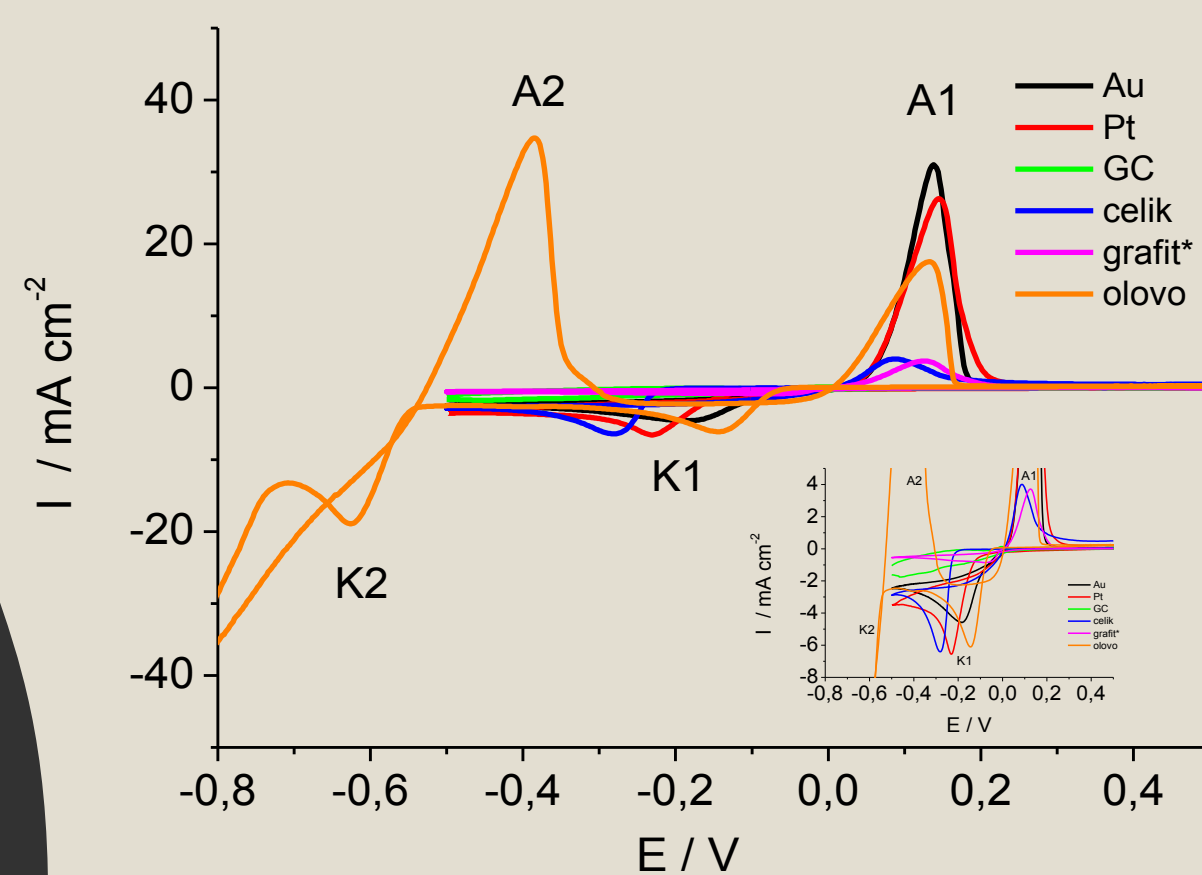 A2
A1
K1
K2
Au
Pt
GC
celik
grafit*
olovo
40
20
0
-20
-40
I / mA cm-2
-0,8
-0,6
-0,4
-0,2
0,0
0,2
0,4
E / V
A2
A1
K2
K1
Au
Pt
GC
celik
grafit*
olovo
4
2
0
-2
-4
-6
-8
I / mA cm-2
-0,8
-0,6
-0,4
-0,2
0,0
0,2
0,4
E / V